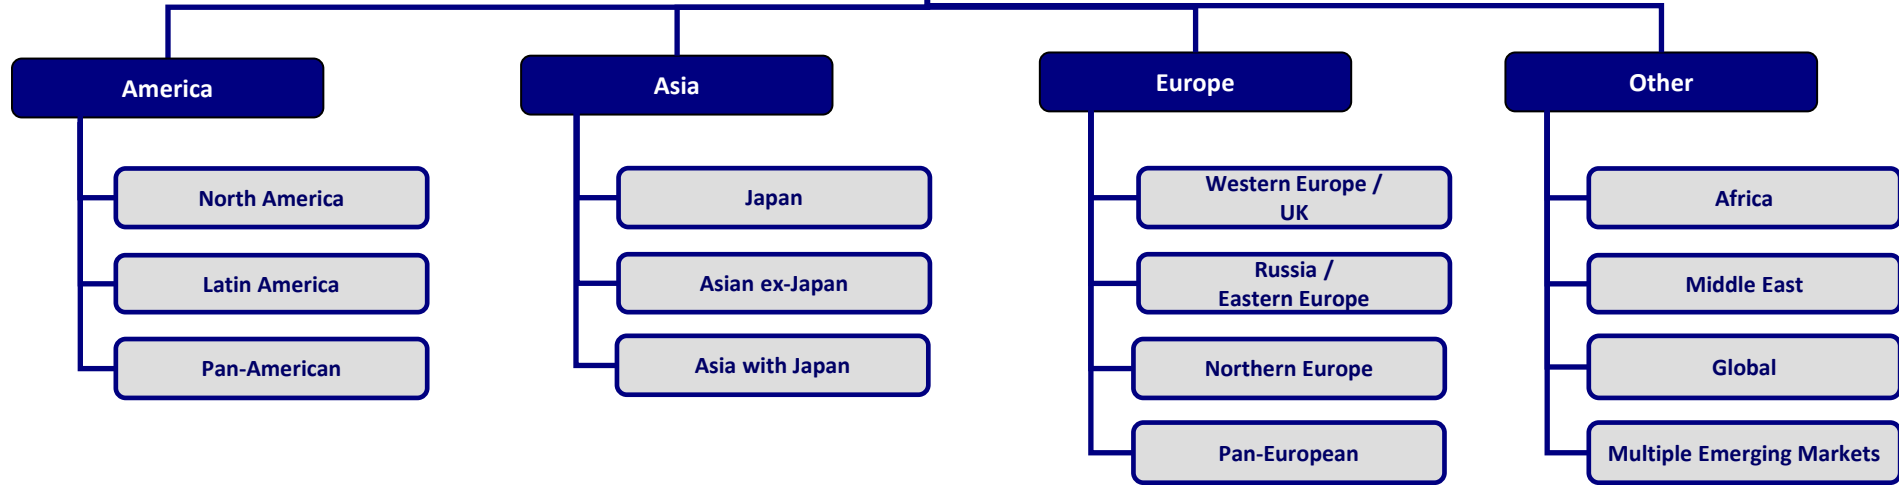 America
North America
Latin America
Pan-American
Asia
Japan
Asian ex-Japan
Asia with Japan
Europe
Western Europe /
UK
Russia /
Eastern Europe
Northern Europe
Pan-European
Other
Africa
Middle East
Global
Multiple Emerging Markets